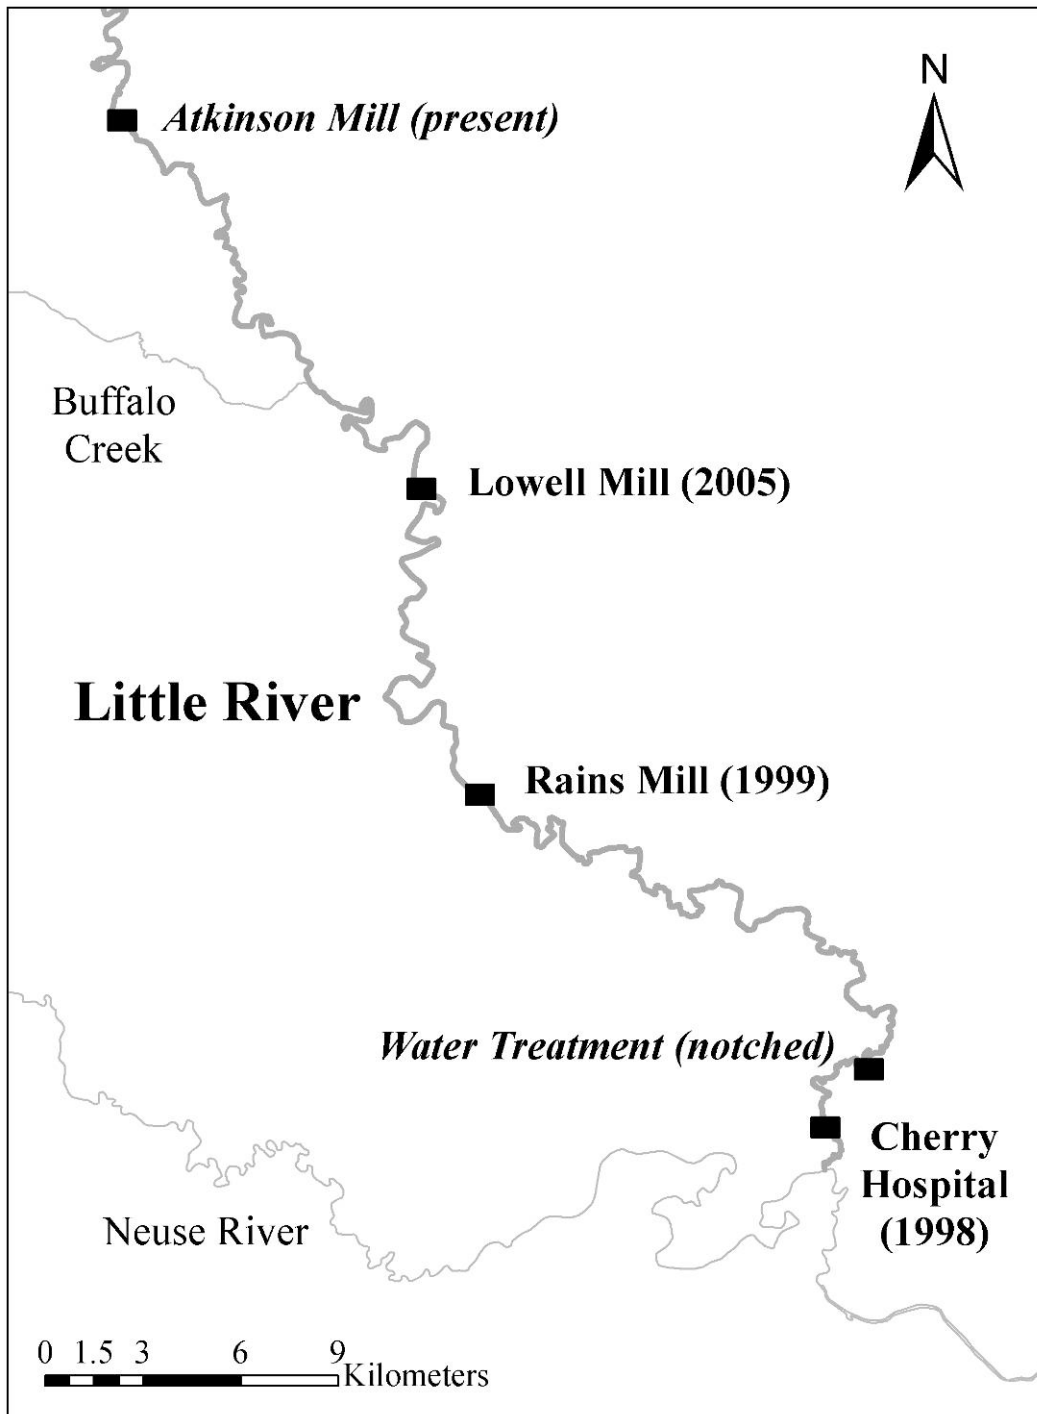 N
Atkinson Mill (present)
Buffalo
Creek
Lowell Mill (2005)
Little River
Rains Mill (1999)
Water Treatment (notched)
Cherry
Hospital
(1998)
Neuse River
0 1.5 3 6 9
Kilometers